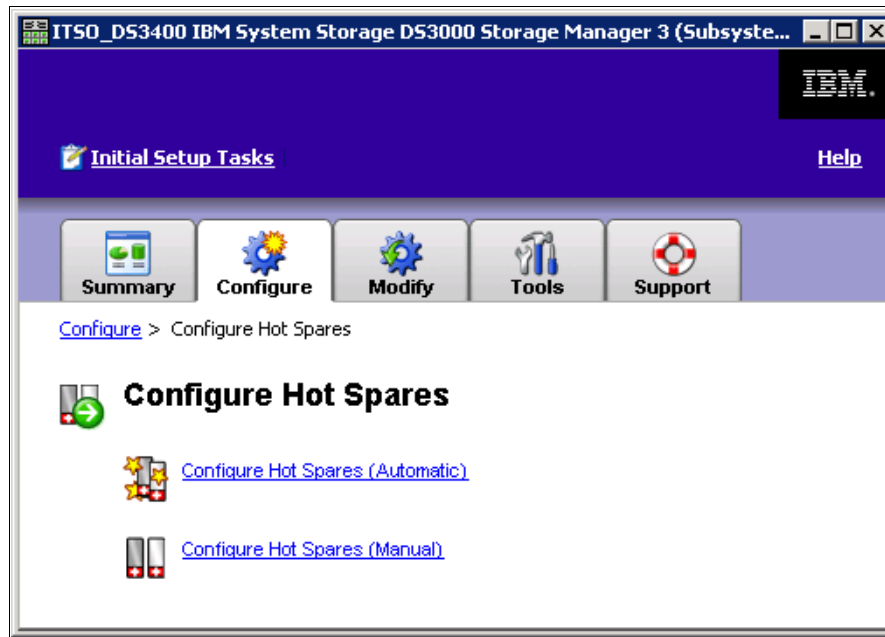 ITSO_DS3400 IBM System Storage DS3000 Storage Manager 3 (Subsyste...
IBM.
Initial Setup Tasks
Help
Summary
Configure
Modify
Tools
Support
Configure > Configure Hot Spares
Configure Hot Spares
Configure Hot Spares (Automatic)
Configure Hot Spares (Manual)